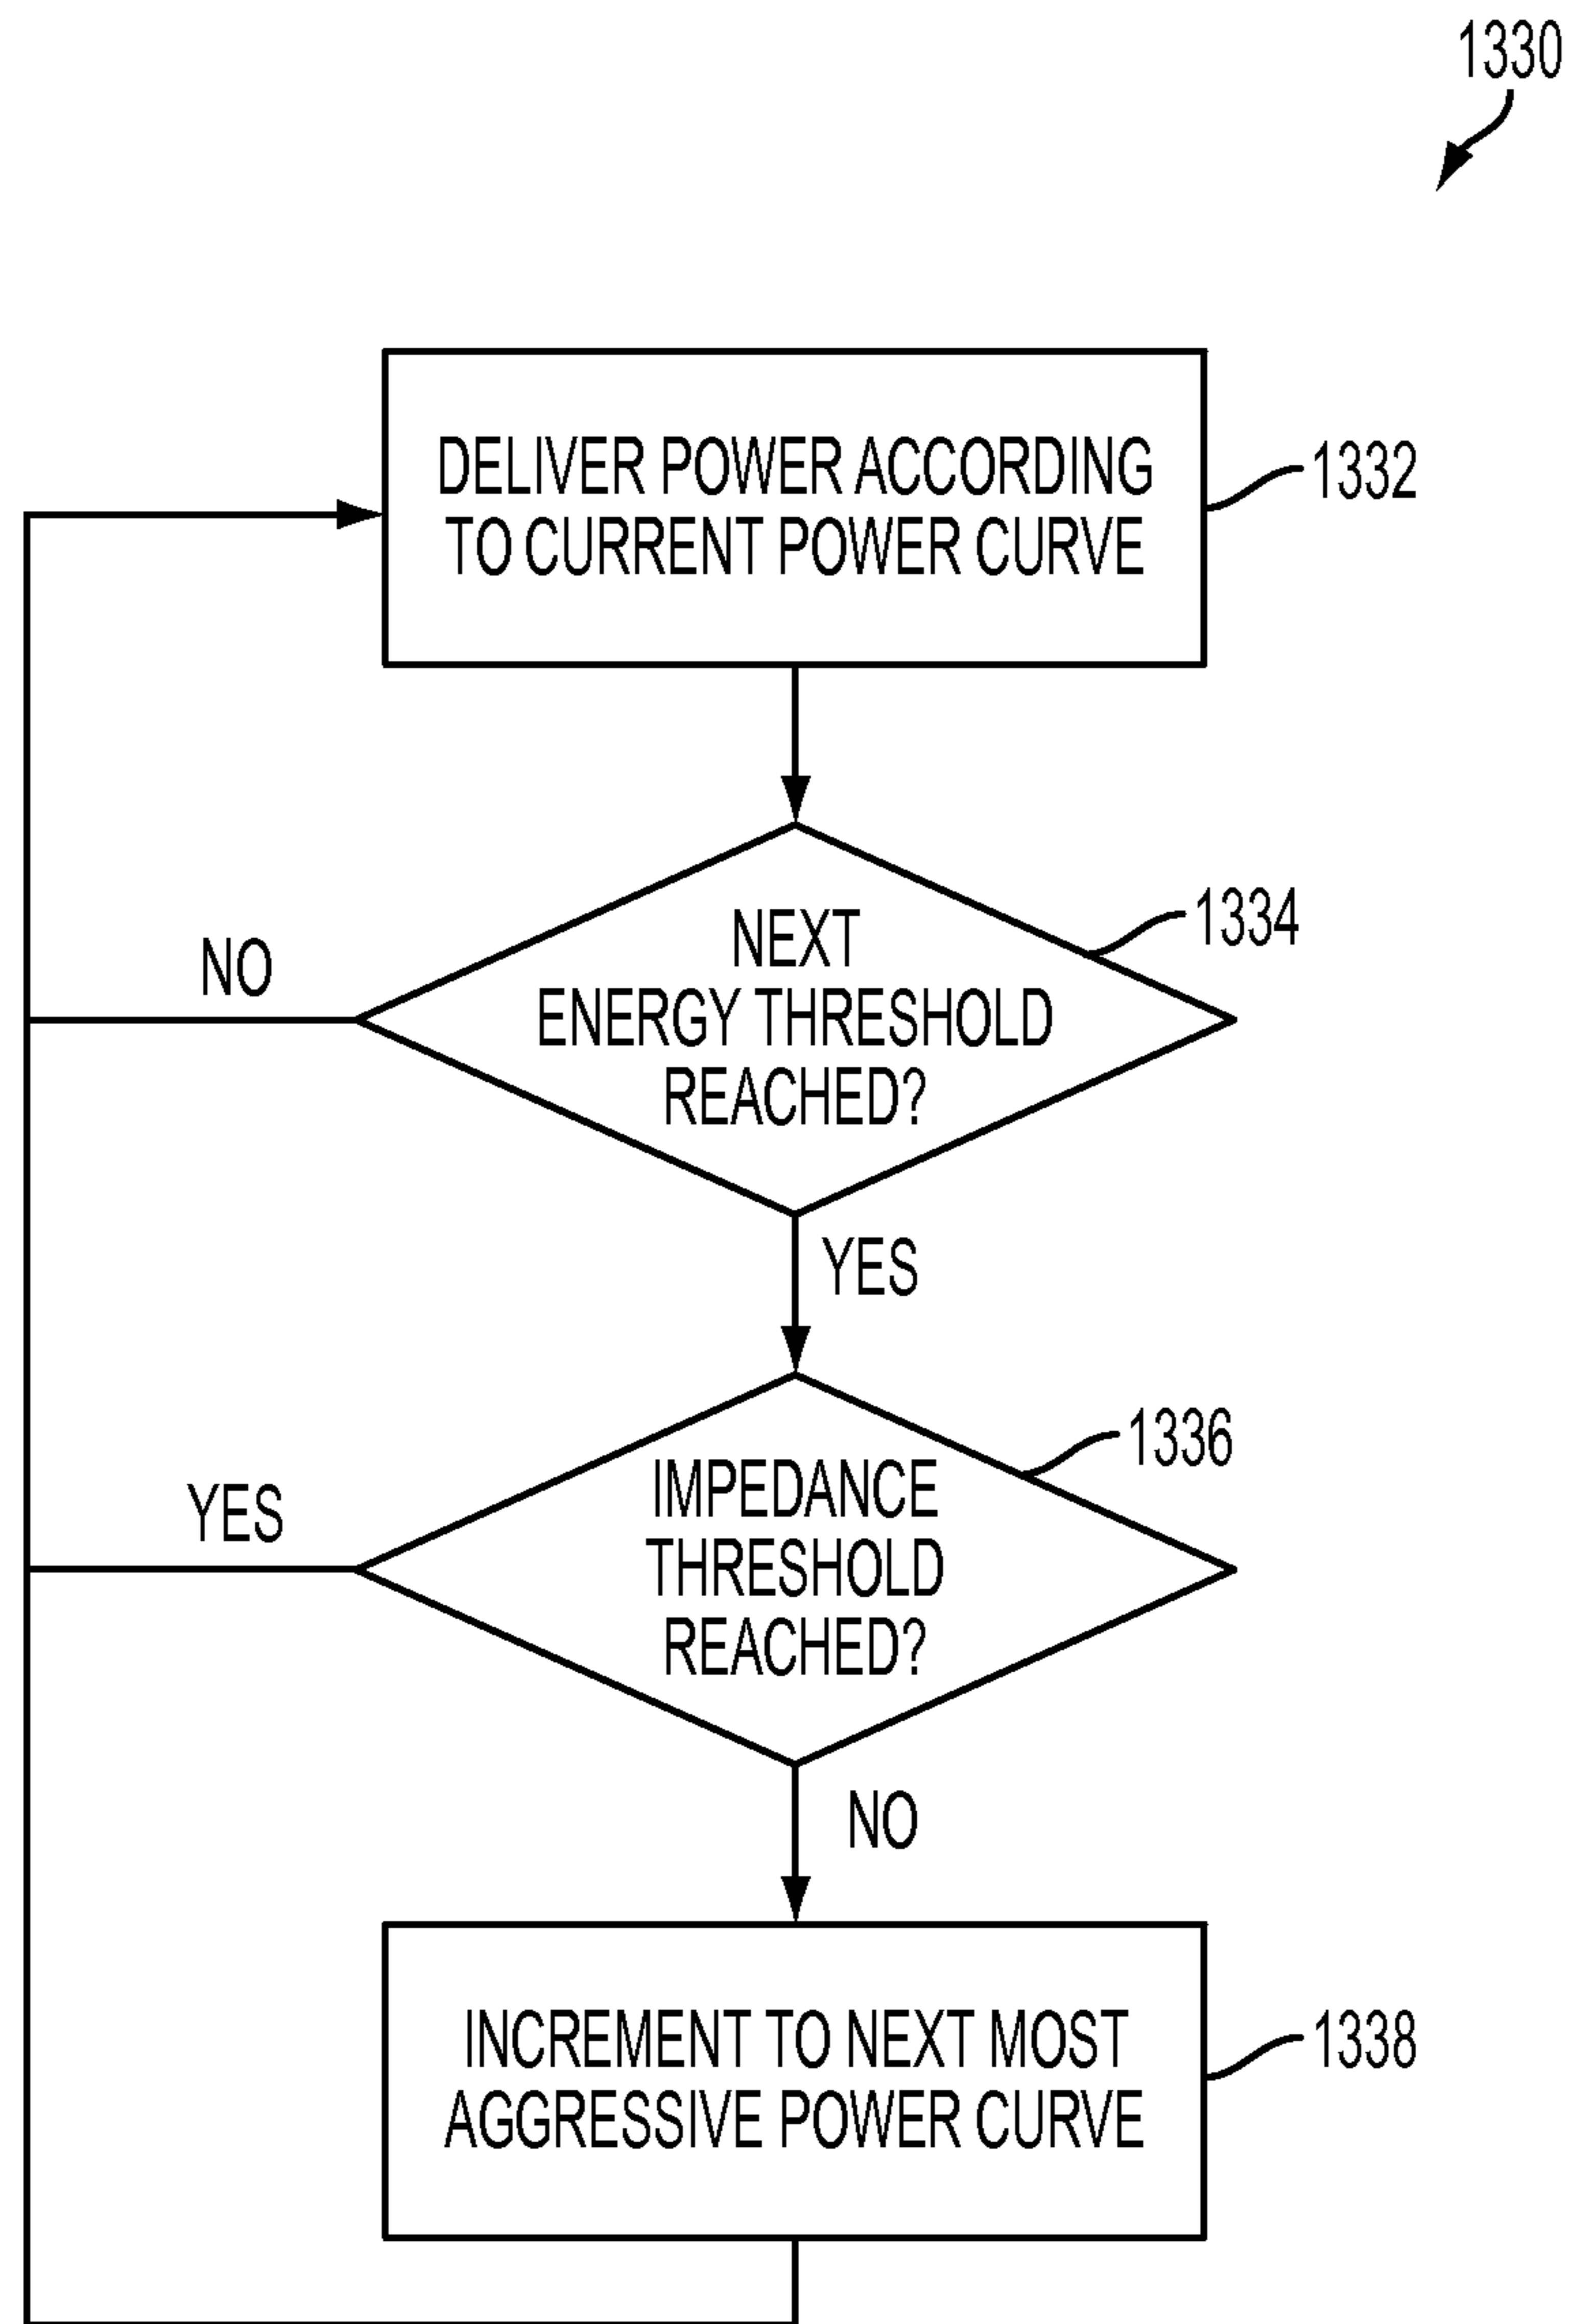 1330
DELIVER POWER ACCORDING
TO CURRENT POWER CURVE
1332
NEXT
ENERGY THRESHOLD
REACHED?
1334
NO
YES
IMPEDANCE
THRESHOLD
REACHED?
1336
YES
NO
INCREMENT TO NEXT MOST
AGGRESSIVE POWER CURVE
1338